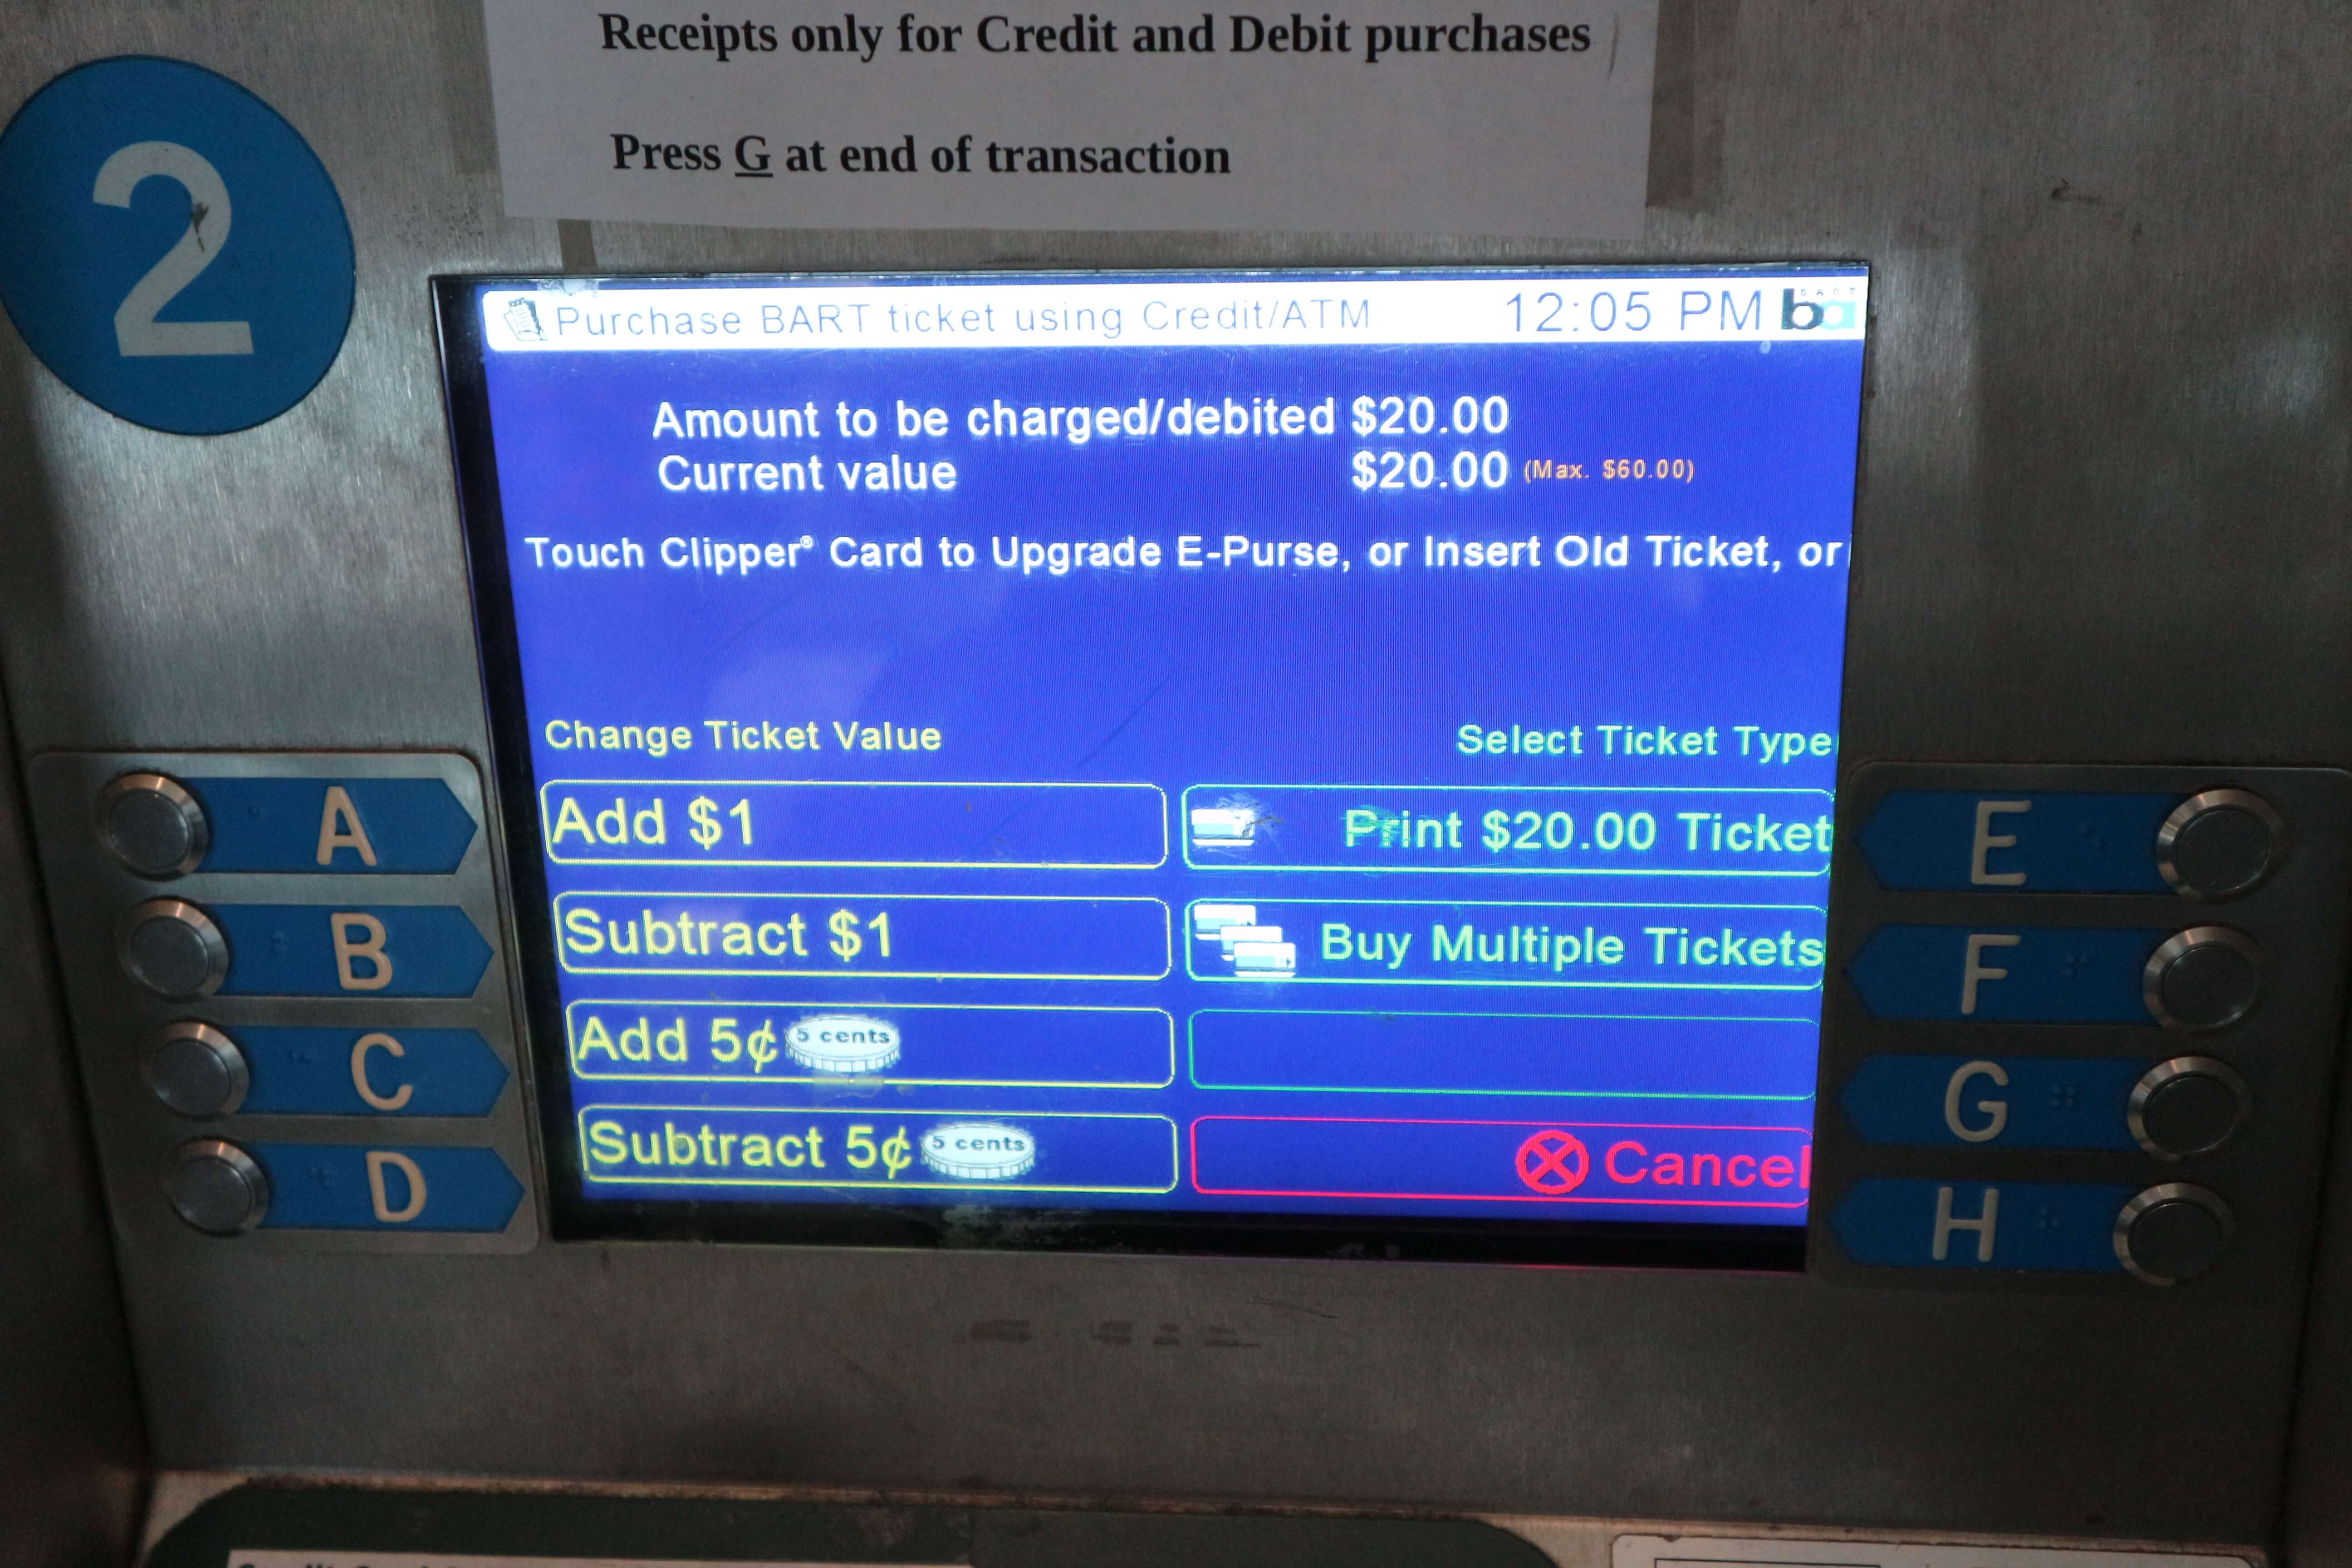 Receipts only for Credit and Debit purchases
Press G at end of transaction
2
Purchase BART ticket using Credit/ATM 12:05 PM BART ba
Amount to be charged/debited $20.00
Current value $20.00 (Max. $60.00)
Touch Clipper® Card to Upgrade E-Purse, or Insert Old Ticket, or
Change Ticket Value Select Ticket Type
A Add $1 Print $20.00 Ticket E
B Subtract $1 Buy Multiple Tickets F
C Add 5¢ 5 cents G
D Subtract 5¢ 5 cents Cancel H